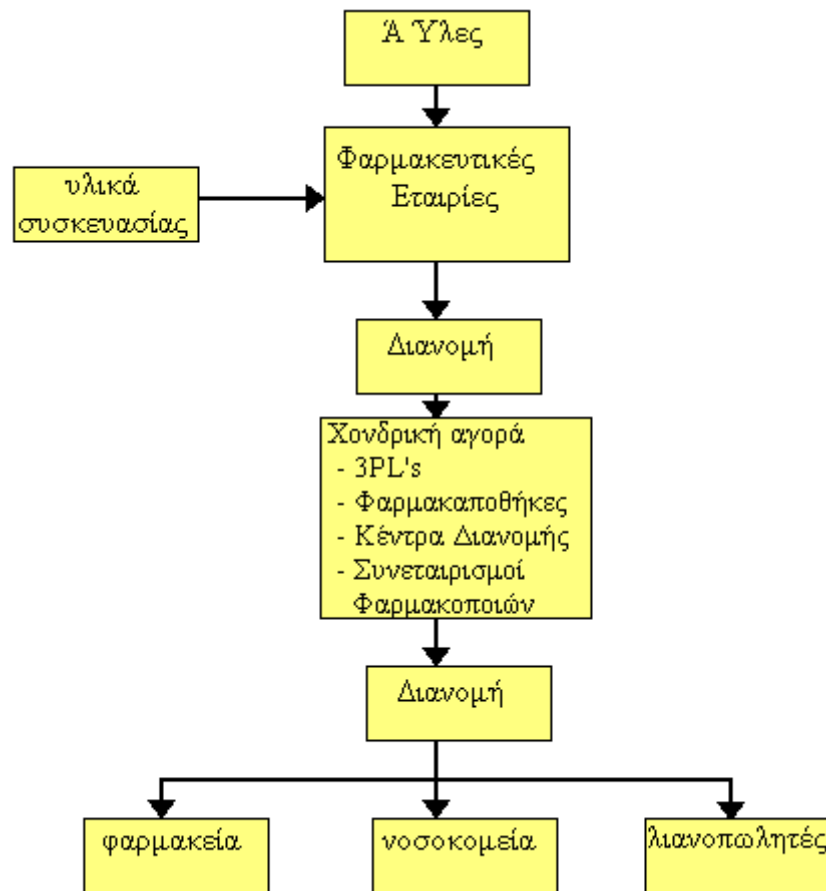 Ά Ύλες
Φαρμακευτικές
Εταιρίες
υλικά
συσκευασίας
Διανομή
Χονδρική αγορά
- 3PL's
- Φαρμακαποθήκες
- Κέντρα Διανομής
- Συνεταιρισμοί
Φαρμακοποιών
Διανομή
φαρμακεία
νοσοκομεία
λιανοπωλητές